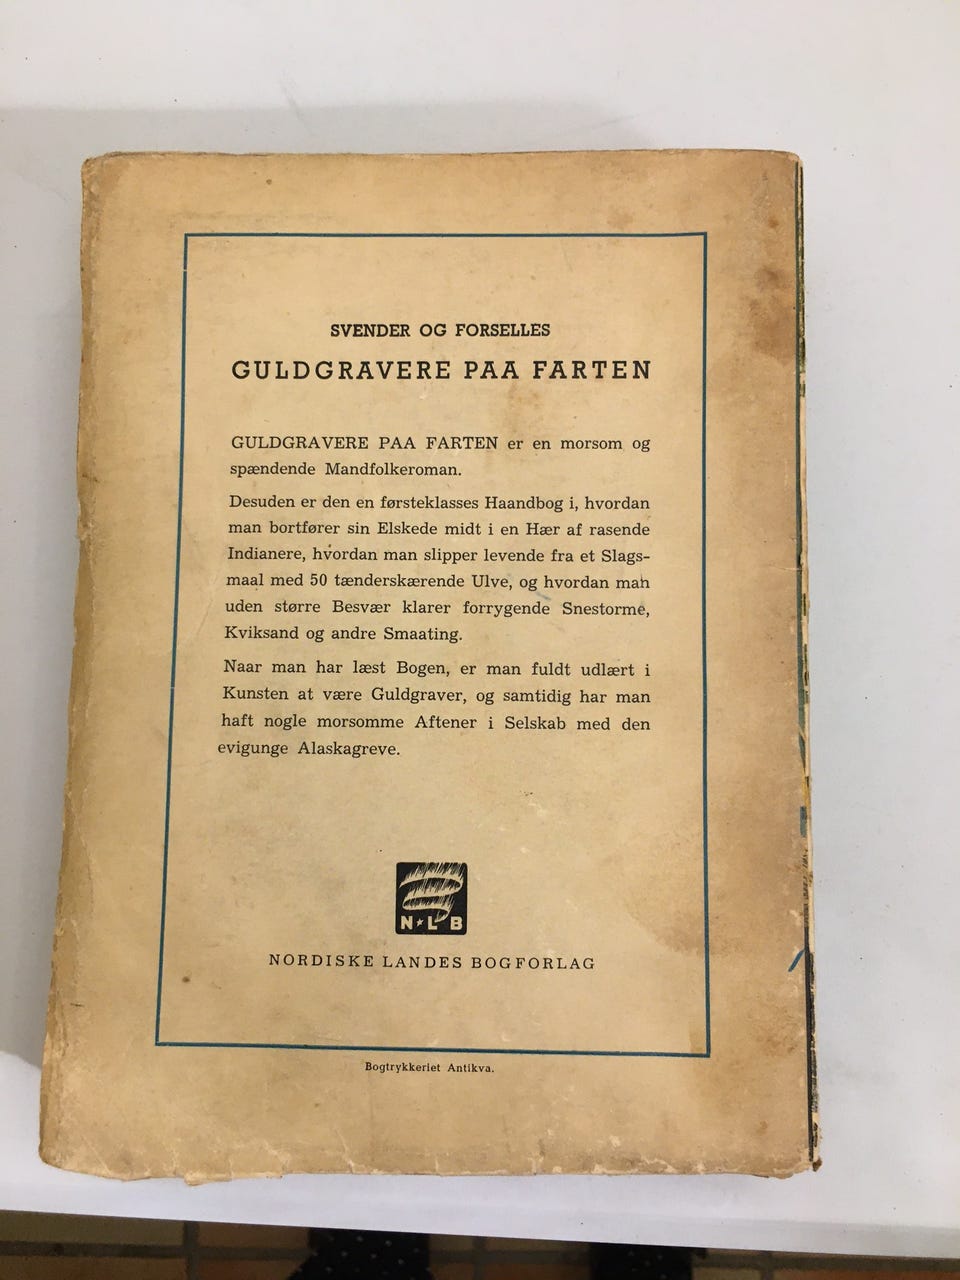 SVENDER OG FORSELLES
GULDGRAVERE PAA FARTEN
GULDGRAVERE PAA FARTEN er en morsom og
spændende Mandfolkeroman.
Desuden er den en førsteklasses Haandbog i, hvordan
man bortfører sin Elskede midt i en Hær af rasende
Indianere, hvordan man slipper levende fra et Slags-
maal med 50 tænderskærende Ulve, og hvordan man
uden større Besvær klarer forrygende Snestorme,
Kviksand og andre Smaating.
Naar man har læst Bogen, er man fuldt udlært i
Kunsten at være Guldgraver, og samtidig har man
haft nogle morsomme Aftener i Selskab med den
evigunge Alaskagreve.
N★LB
NORDISKE LANDES BOGFORLAG
Bogtrykkeriet Antikva.